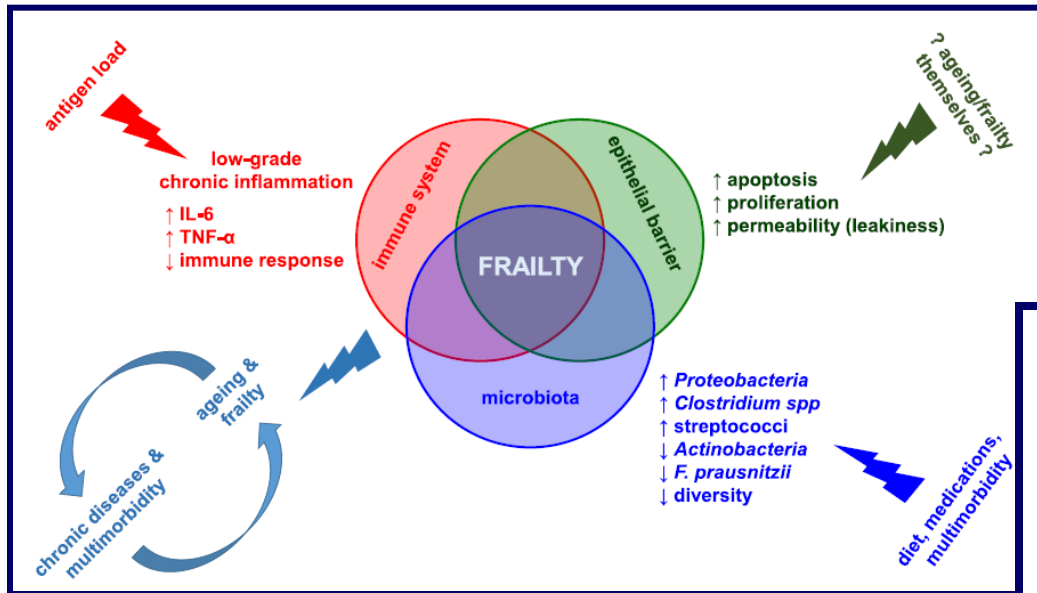 antigen load
low-grade
chronic inflammation
↑ IL-6
↑ TNF-α
↓ immune response
immune system
epithelial barrier
FRAILTY
microbiota
? ageing/frailty
themselves ?
↑ apoptosis
↑ proliferation
↑ permeability (leakiness)
ageing &
frailty
chronic diseases &
multimorbidity
↑ Proteobacteria
↑ Clostridium spp
↑ streptococci
↓ Actinobacteria
↓ F. prausnitzii
↓ diversity
diet, medications,
multimorbidity